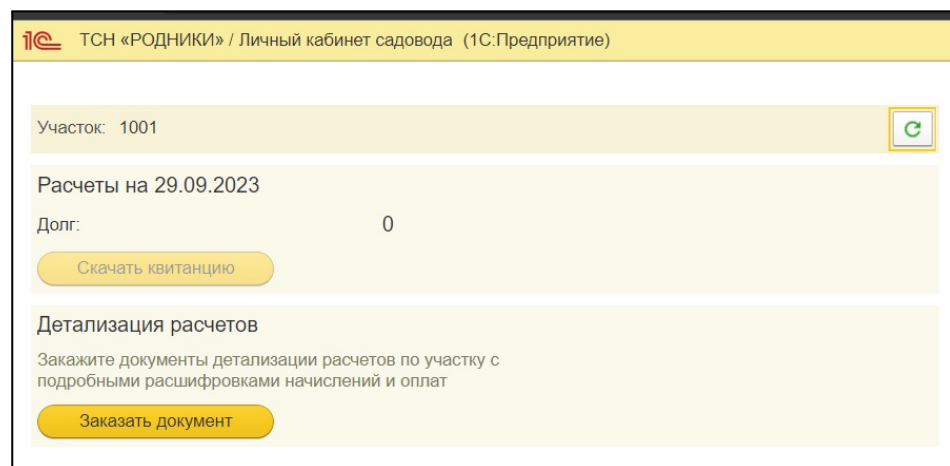 1С ТСН «РОДНИКИ» / Личный кабинет садовода (1С:Предприятие)
Участок: 1001
Расчеты на 29.09.2023
Долг: 0
Скачать квитанцию
Детализация расчетов
Закажите документы детализации расчетов по участку с
подробными расшифровками начислений и оплат
Заказать документ